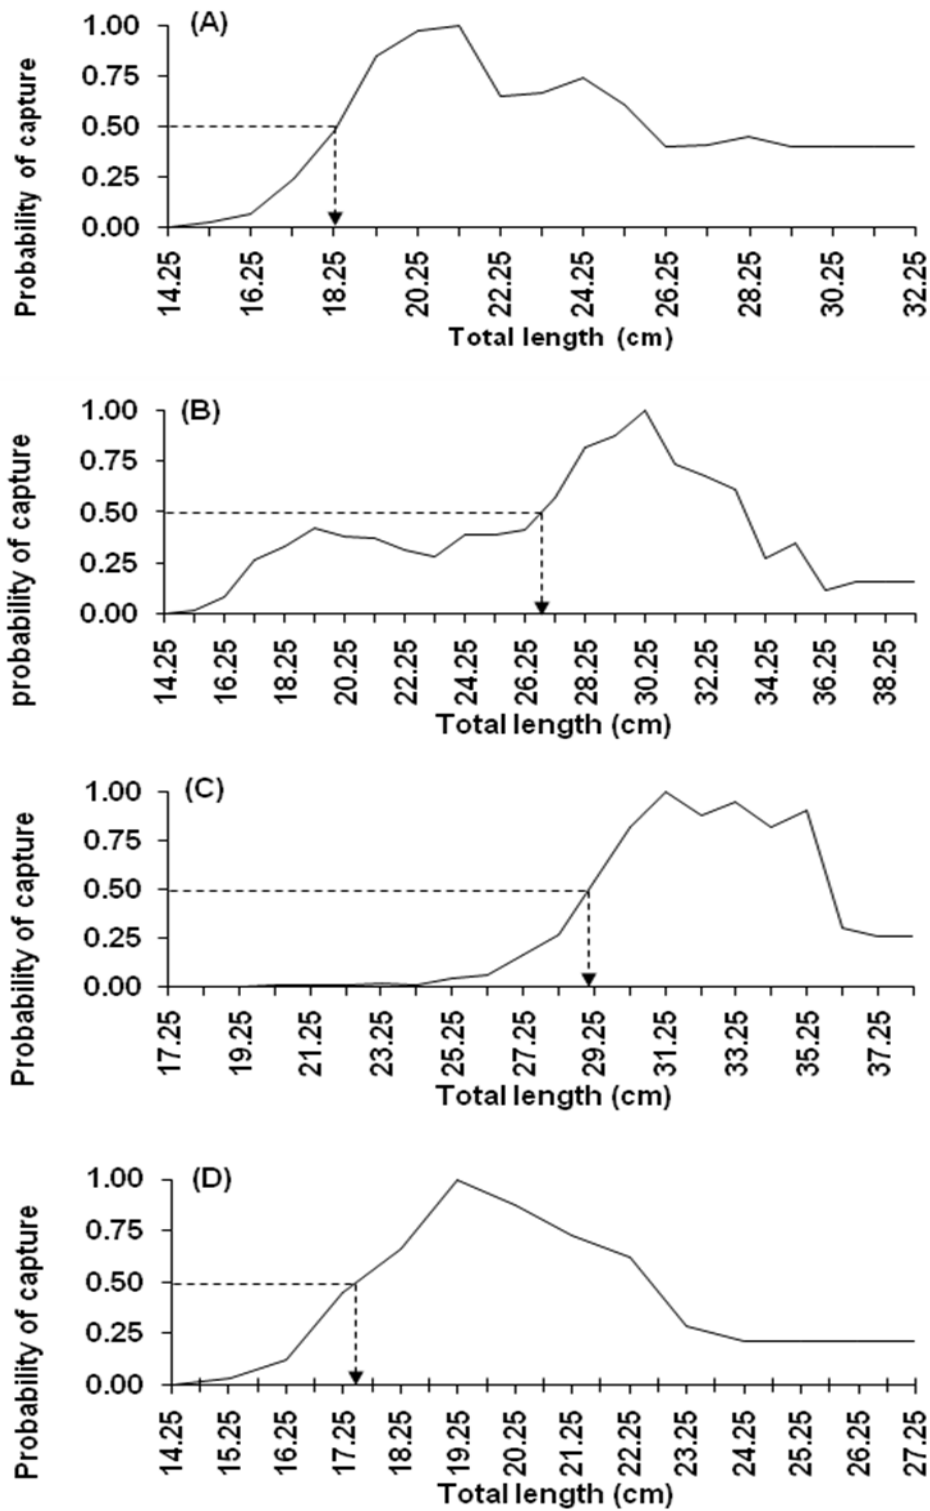 (A)
Probability of capture
1.00
0.75
0.50
0.25
0.00
14.25 16.25 18.25 20.25 22.25 24.25 26.25 28.25 30.25 32.25
Total length (cm)
(B)
probability of capture
1.00
0.75
0.50
0.25
0.00
14.25 16.25 18.25 20.25 22.25 24.25 26.25 28.25 30.25 32.25 34.25 36.25 38.25
Total length (cm)
(C)
Probability of capture
1.00
0.75
0.50
0.25
0.00
17.25 19.25 21.25 23.25 25.25 27.25 29.25 31.25 33.25 35.25 37.25
Total length (cm)
(D)
Probability of capture
1.00
0.75
0.50
0.25
0.00
14.25 15.25 16.25 17.25 18.25 19.25 20.25 21.25 22.25 23.25 24.25 25.25 26.25 27.25
Total length (cm)